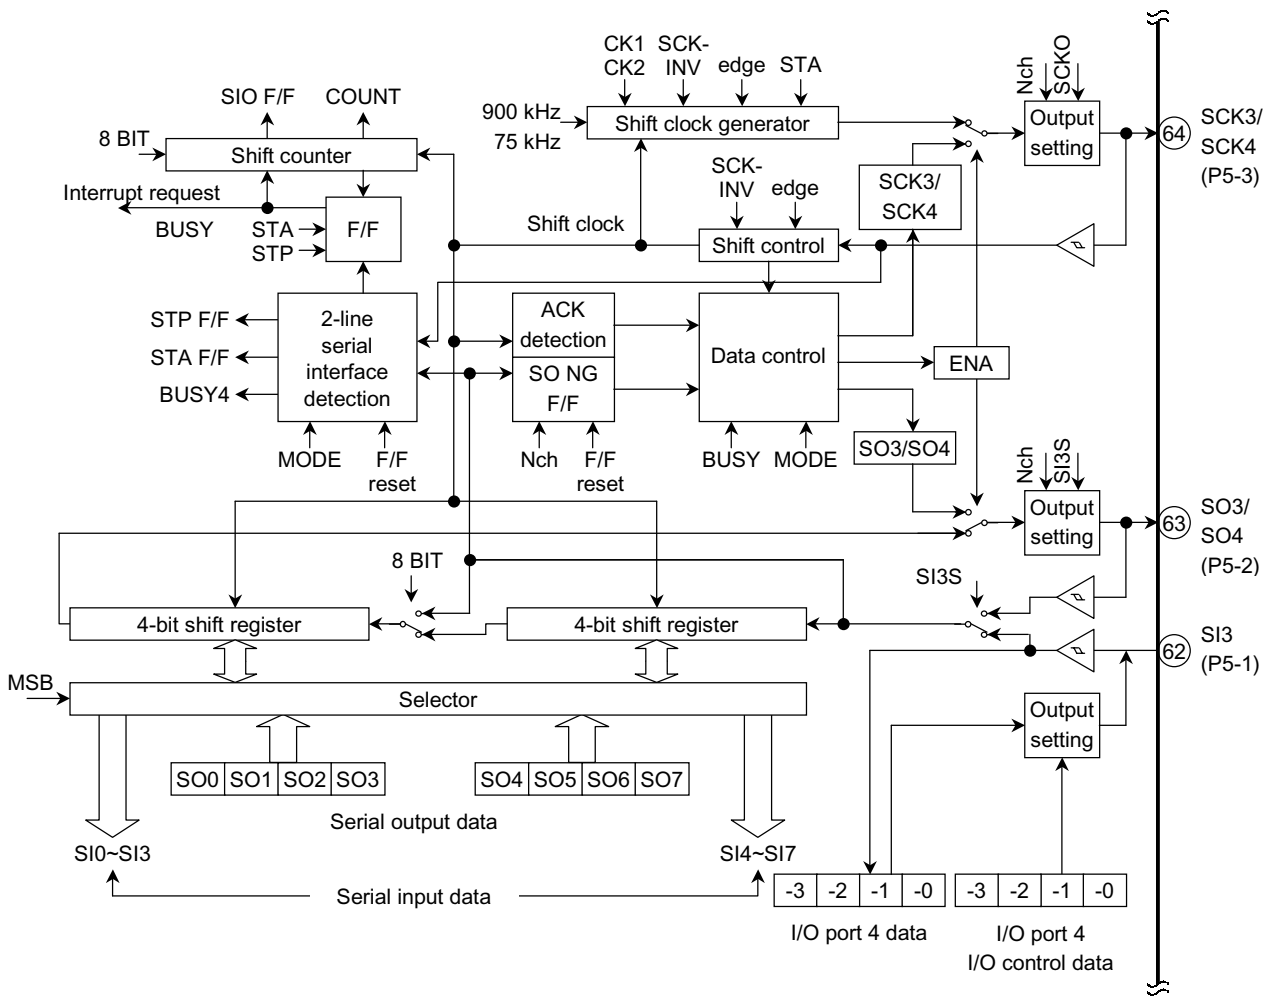 CK1 SCK-
CK2 INV edge STA
900 kHz
75 kHz
Shift clock generator
Nch
SCKO
Output
setting
64
SCK3/
SCK4
(P5-3)
SIO F/F COUNT
8 BIT
Shift counter
Interrupt request
BUSY
STA
STP
F/F
Shift clock
SCK-
INV edge
Shift control
SCK3/
SCK4
STP F/F
STA F/F
BUSY4
2-line
serial
interface
detection
MODE F/F
reset
ACK
detection
SO NG
F/F
Nch F/F
reset
Data control
BUSY MODE
ENA
SO3/SO4
Nch
SI3S
Output
setting
63
SO3/
SO4
(P5-2)
8 BIT
SI3S
4-bit shift register
4-bit shift register
62
SI3
(P5-1)
MSB
Selector
Output
setting
SO0 SO1 SO2 SO3
SO4 SO5 SO6 SO7
Serial output data
SI0~SI3
SI4~SI7
Serial input data
-3 -2 -1 -0
-3 -2 -1 -0
I/O port 4 data
I/O port 4
I/O control data